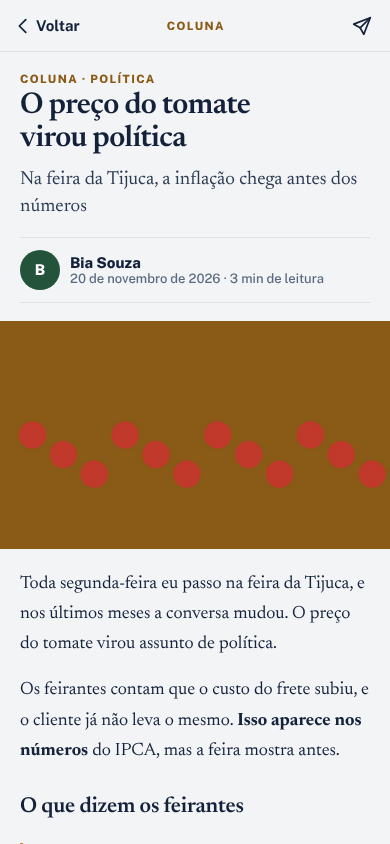 Voltar
COLUNA
COLUNA · POLÍTICA
O preço do tomate
virou política
Na feira da Tijuca, a inflação chega antes dos
números
B
Bia Souza
20 de novembro de 2026 · 3 min de leitura
Toda segunda-feira eu passo na feira da Tijuca, e
nos últimos meses a conversa mudou. O preço
do tomate virou assunto de política.
Os feirantes contam que o custo do frete subiu, e
o cliente já não leva o mesmo. Isso aparece nos
números do IPCA, mas a feira mostra antes.
O que dizem os feirantes